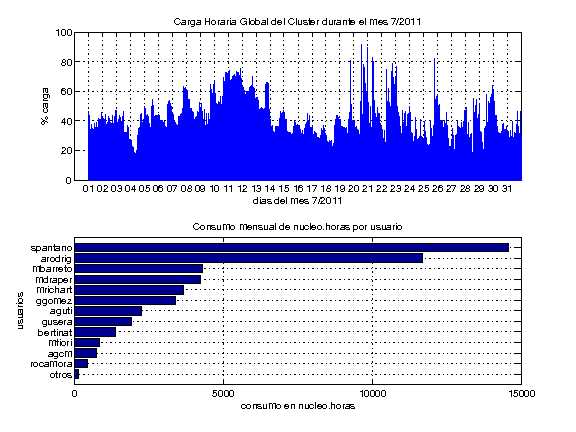 Carga Horaria Global del Cluster durante el mes 7/2011
100
80
60
40
20
0
% carga
01 02 03 04 05 06 07 08 09 10 11 12 13 14 15 16 17 18 19 20 21 22 23 24 25 26 27 28 29 30 31
dias del mes 7/2011
Consumo mensual de nucleo.horas por usuario
usuarios
spantano
arodrig
mbarreto
mdraper
mrichart
ggomez
aguti
gusera
bertinat
mfiori
agcm
rocamora
otros
0 5000 10000 15000
consumo en nucleo.horas